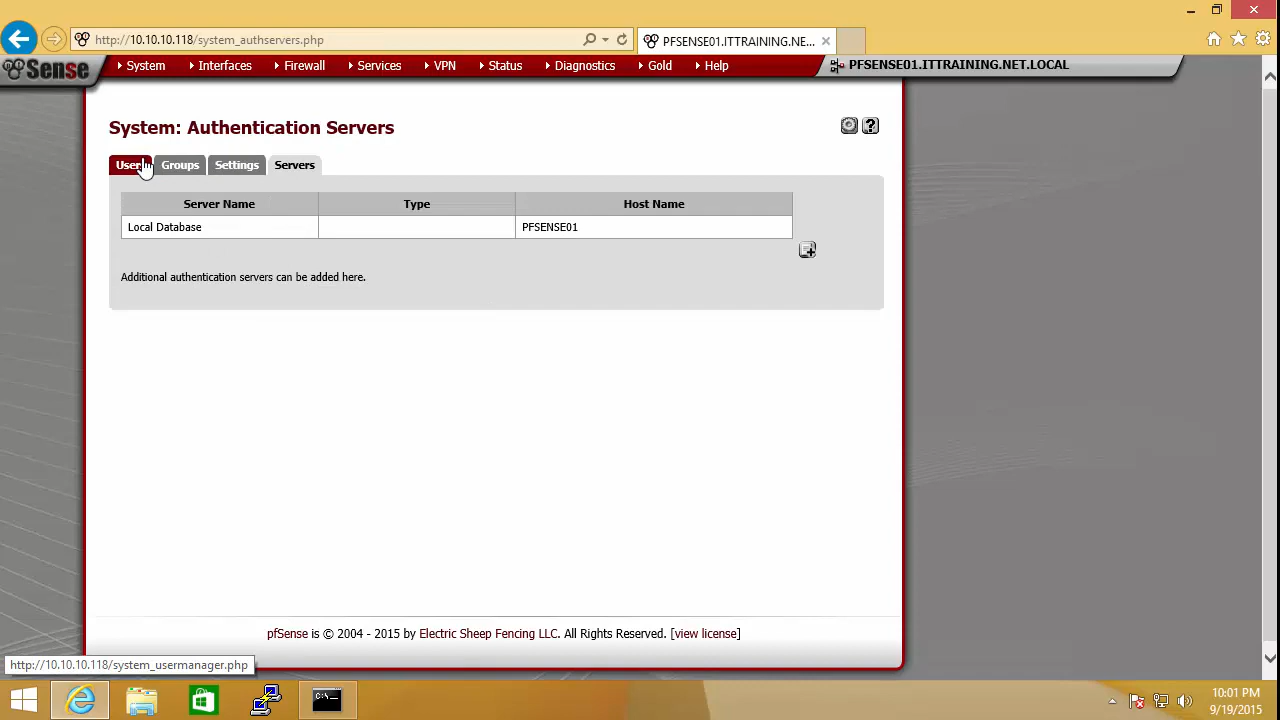 http://10.10.10.118/system_authservers.php
PFSENSE01.ITTRAINING.NE...
Sense
System
Interfaces
Firewall
Services
VPN
Status
Diagnostics
Gold
Help
PFSENSE01.ITTRAINING.NET.LOCAL
System: Authentication Servers
User
Groups
Settings
Servers
Server Name
Type
Host Name
Local Database
PFSENSE01
Additional authentication servers can be added here.
pfSense is © 2004 - 2015 by Electric Sheep Fencing LLC. All Rights Reserved. [view license]
http://10.10.10.118/system_usermanager.php
C:\
10:01 PM
9/19/2015